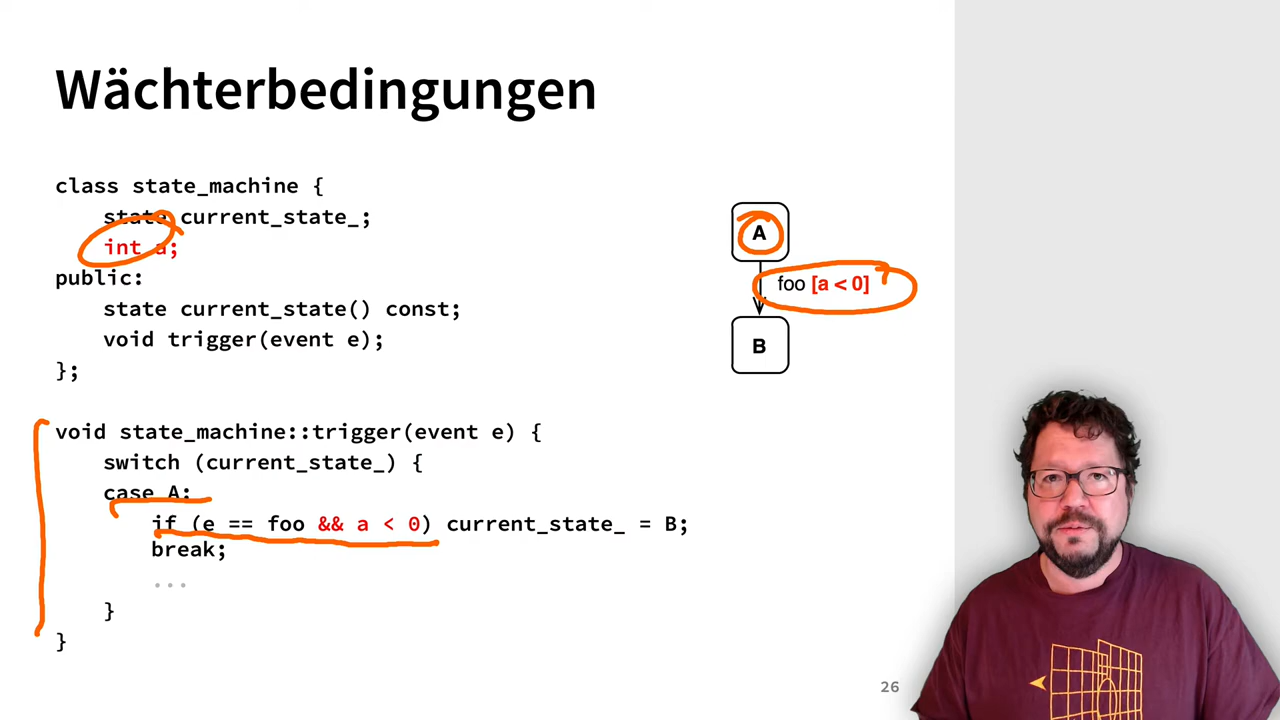 Wächterbedingungen
class state_machine {
state current_state_;
int a;
public:
state current_state() const;
void trigger(event e);
};
void state_machine::trigger(event e) {
switch (current_state_) {
case A:
if (e == foo && a < 0) current_state_ = B;
break;
...
}
}
A
foo [a < 0]
B
26